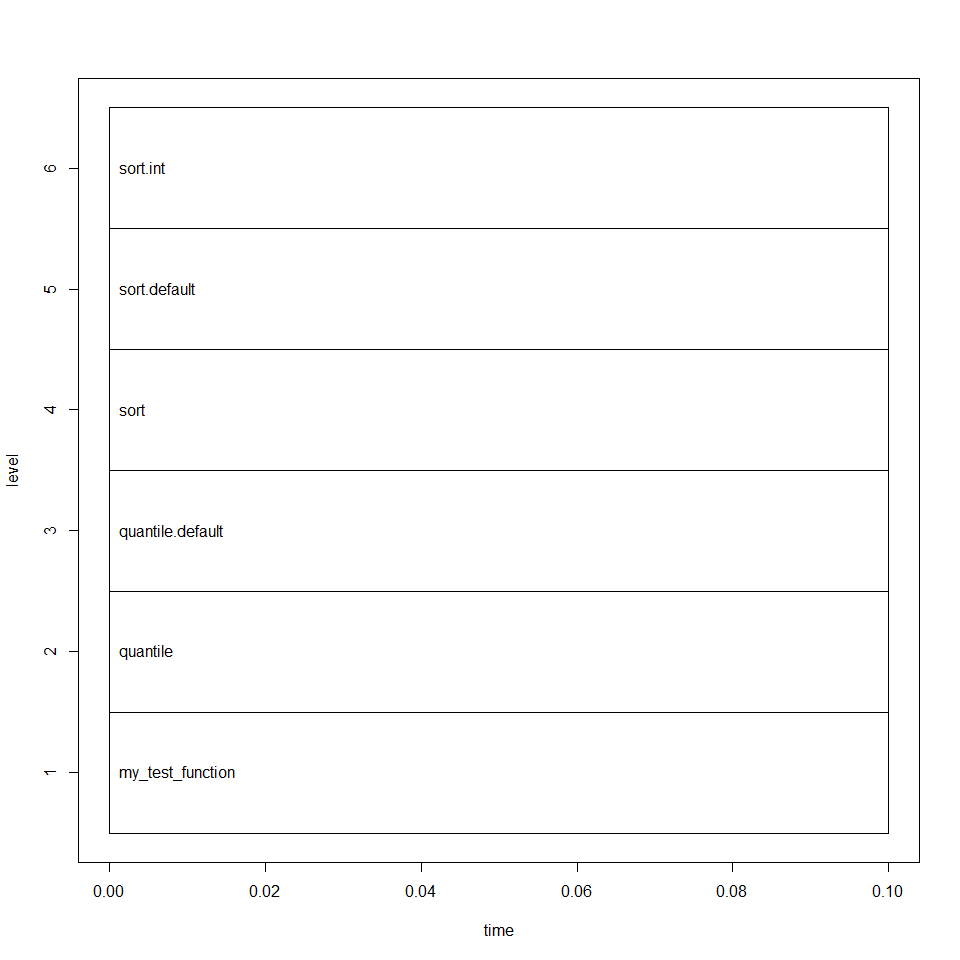 6
sort.int
5
sort.default
4
sort
level
3
quantile.default
2
quantile
1
my_test_function
0.00 0.02 0.04 0.06 0.08 0.10
time